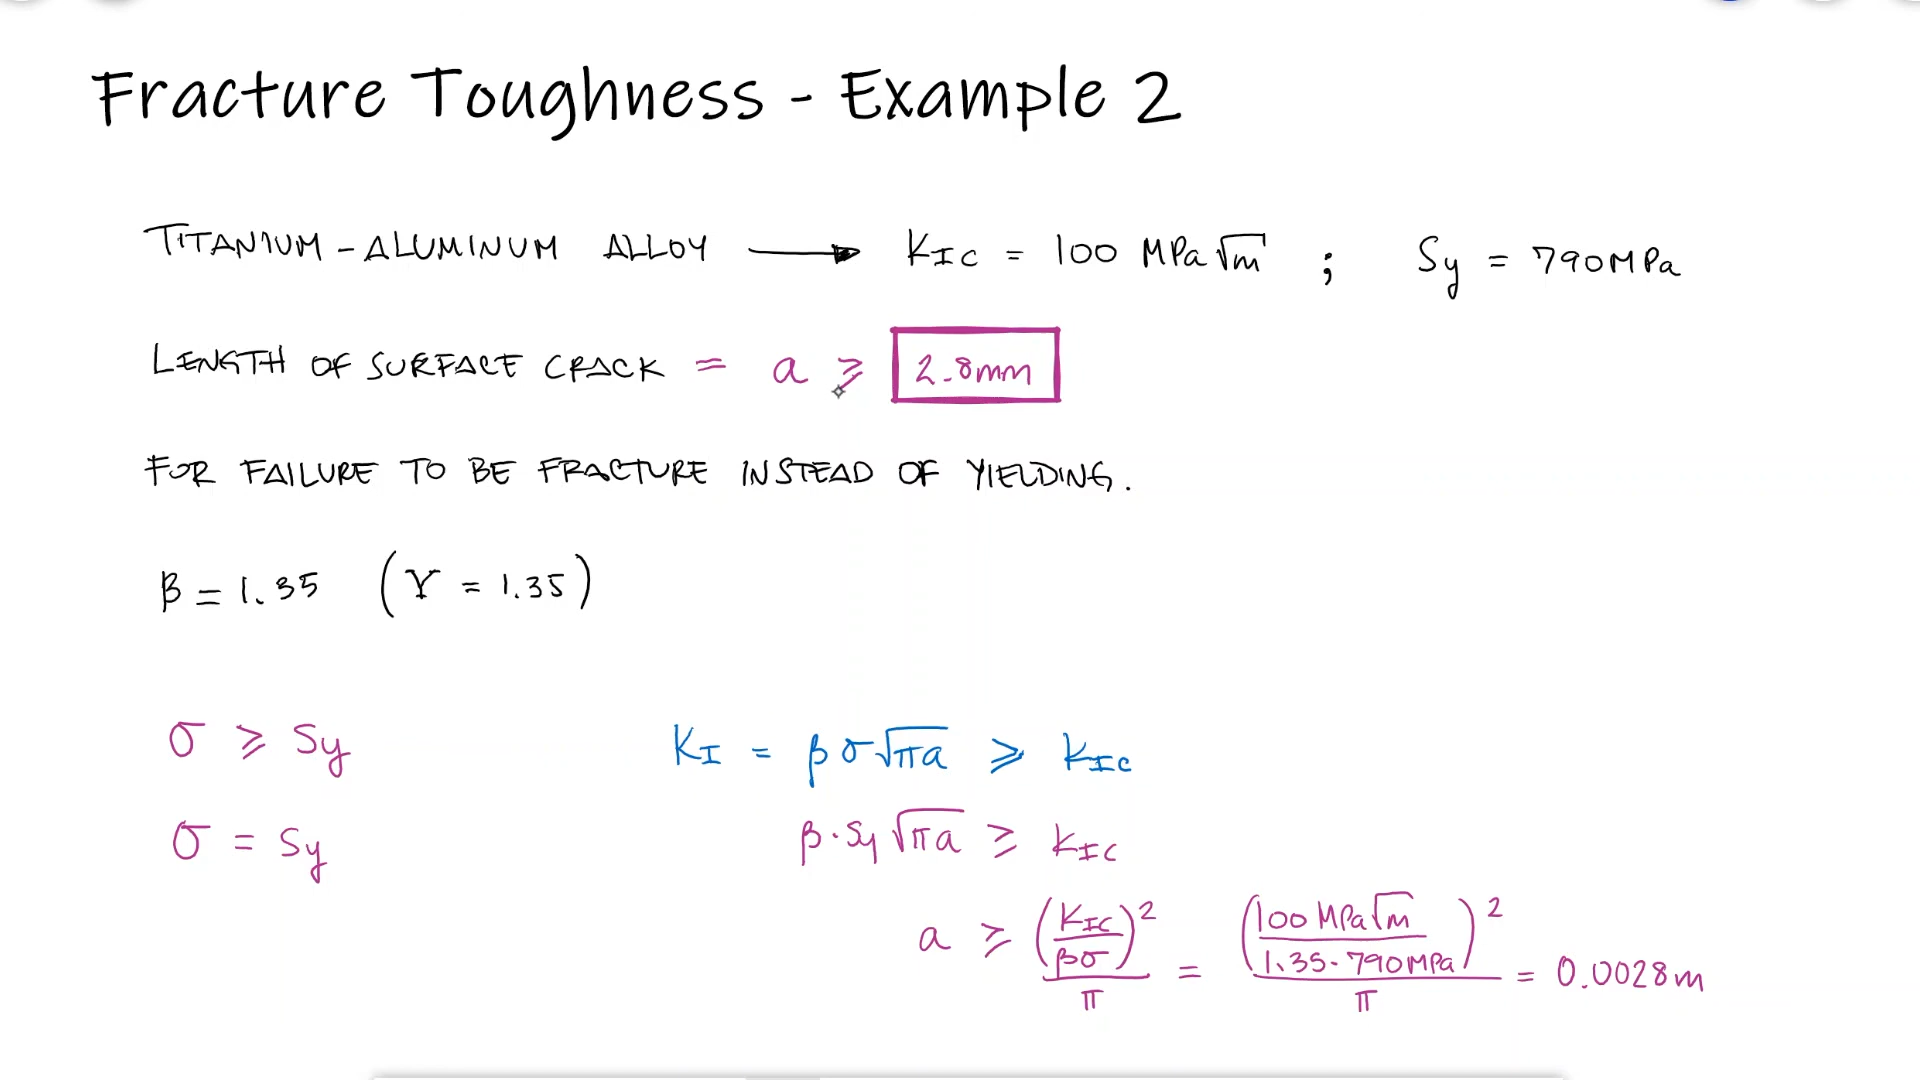 Fracture Toughness - Example 2
TITANIUM-ALUMINUM ALLOY → KIC = 100 MPa√m ; Sy = 790MPa
LENGTH OF SURFACE CRACK = a ≥ 2.8mm
FOR FAILURE TO BE FRACTURE INSTEAD OF YIELDING.
β = 1.35 (Y = 1.35)
σ ≥ Sy
KI = βσ√πa ≥ KIC
σ = Sy
β·Sy√πa ≥ KIC
a ≥ (KIC/βσ)²/π = (100 MPa√m/1.35·790MPa)²/π = 0.0028m